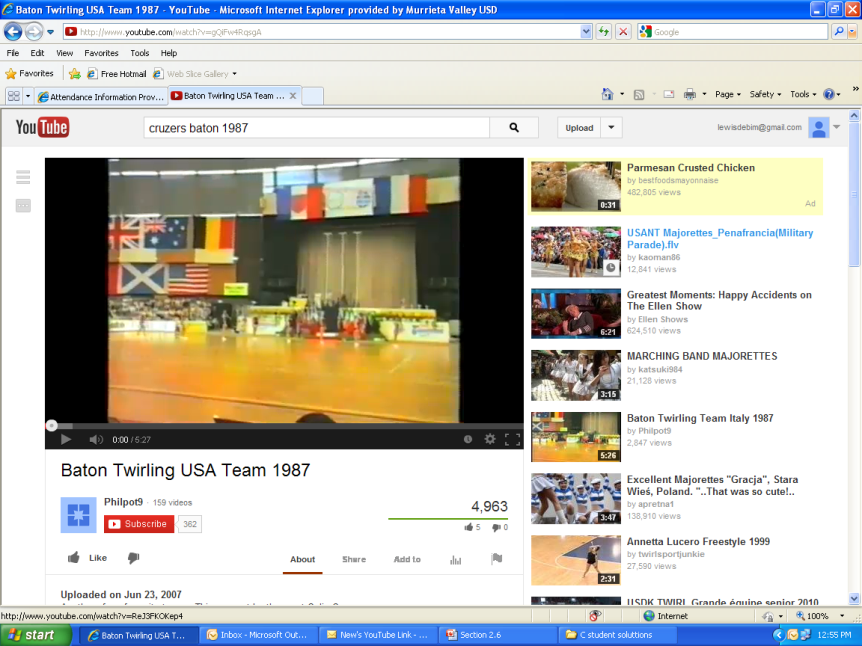 Baton Twirling USA Team 1987 - YouTube - Microsoft Internet Explorer provided by Murrieta Valley USD
http://www.youtube.com/watch?v=gQiFw4RqsgA
Google
File Edit View Favorites Tools Help
Favorites Free Hotmail Web Slice Gallery
Attendance Information Prov... Baton Twirling USA Team ... Page Safety Tools
YouTube cruzers baton 1987 Upload lewisdebim@gmail.com
Parmesan Crusted Chicken
by bestfoodsmayonnaise
482,805 views
Ad
0:31
USANT Majorettes_Penafrancia(Military
Parade).flv
by kaoman86
12,841 views
Greatest Moments: Happy Accidents on
The Ellen Show
by Ellen Shows
624,510 views
6:21
MARCHING BAND MAJORETTES
by katsuki984
21,128 views
3:15
Baton Twirling Team Italy 1987
by Philpot9
2,847 views
5:26
Excellent Majorettes "Gracja", Stara
Wieś, Poland. "..That was so cute!..
by apretna1
138,910 views
3:47
Annetta Lucero Freestyle 1999
by twirlsportjunkie
27,590 views
2:31
USDK TWIRL Grande équipe senior 2010
0:00 / 5:27
Baton Twirling USA Team 1987
Philpot9 · 159 videos
Subscribe 362
4,963
5 0
Like About Share Add to
Uploaded on Jun 23, 2007
http://www.youtube.com/watch?v=ReJ3FKOKep4 Internet 100%
start Baton Twirling USA T... Inbox - Microsoft Out... New's YouTube Link - ... Section 2.6 C student soluttions 12:55 PM